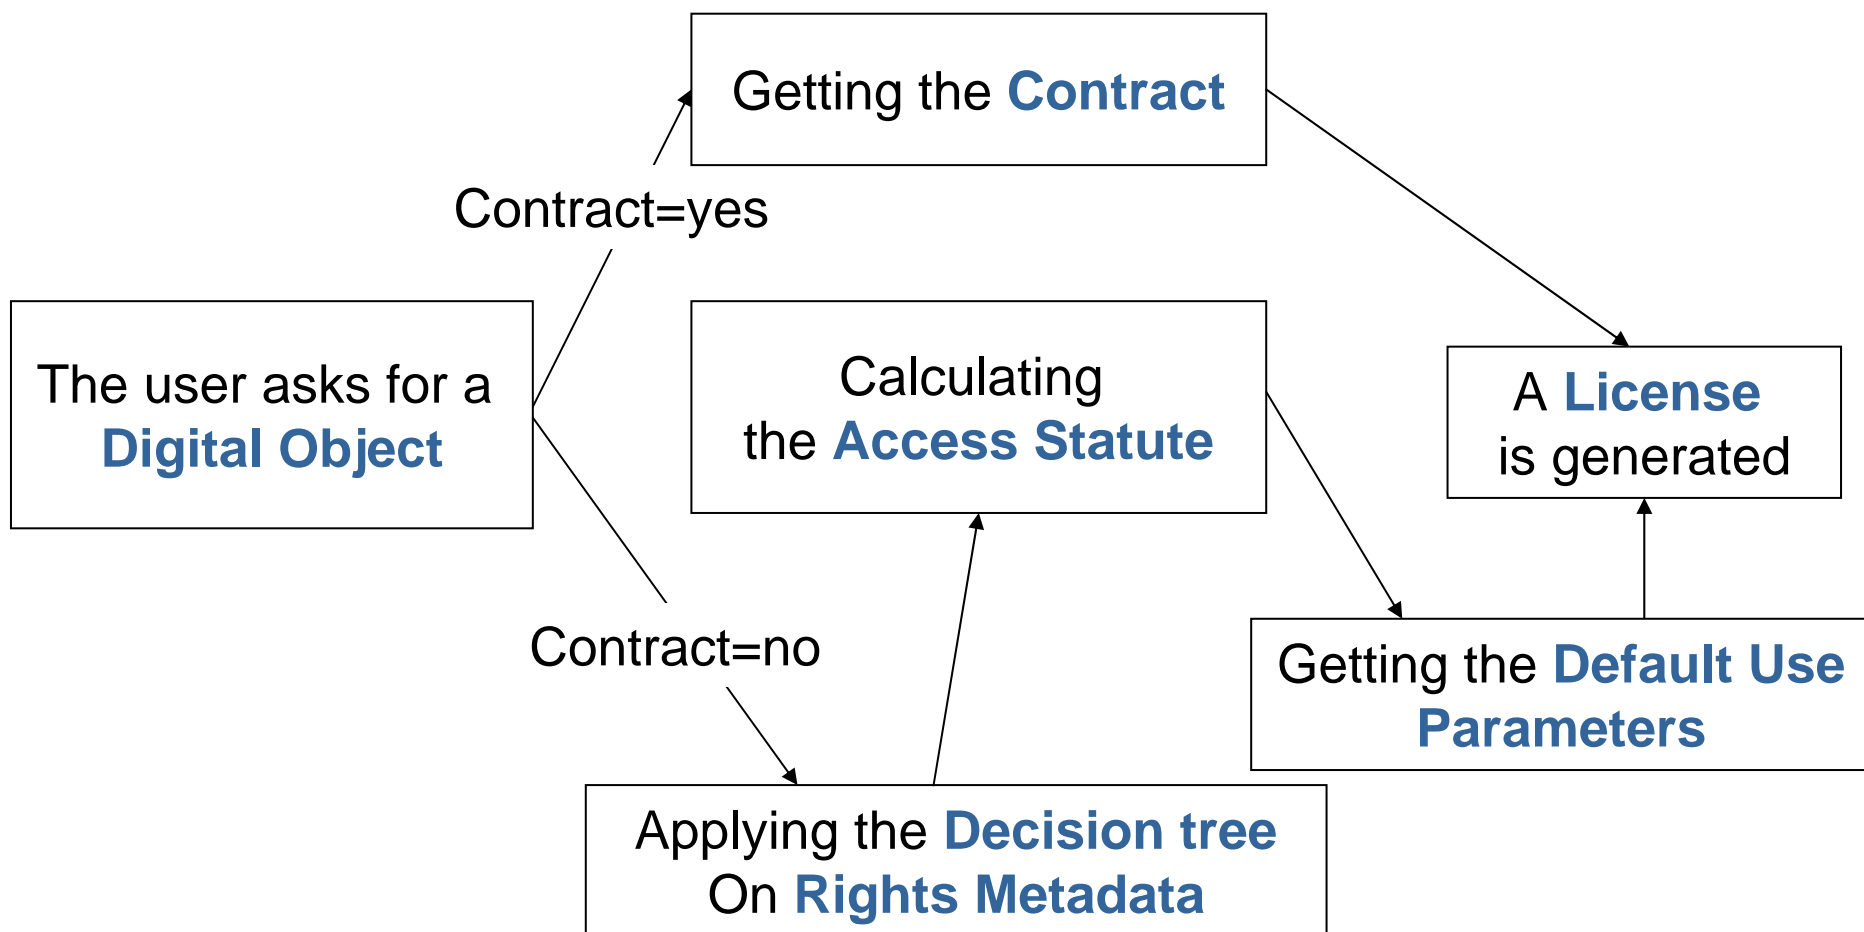 Getting the Contract
Contract=yes
The user asks for a
Digital Object
Calculating
the Access Statute
A License
is generated
Contract=no
Getting the Default Use
Parameters
Applying the Decision tree
On Rights Metadata